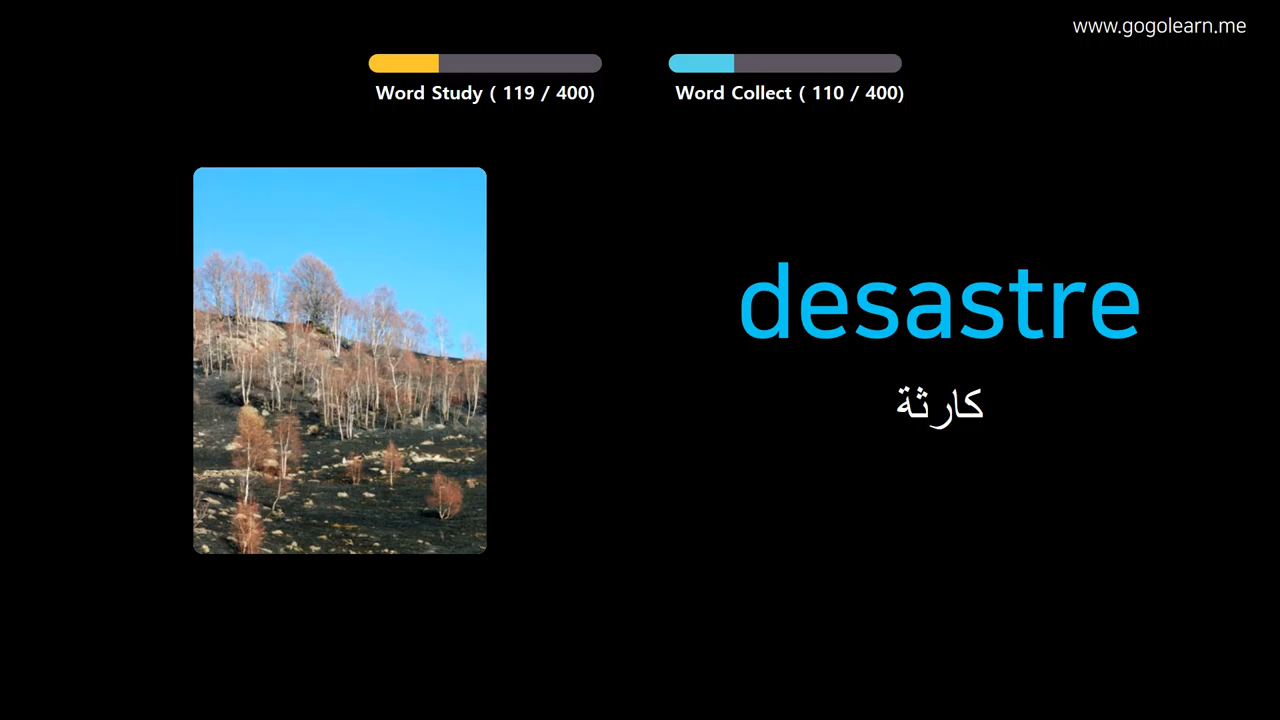 www.gogolearn.me
Word Study ( 119 / 400)
Word Collect ( 110 / 400)
desastre
كارثة